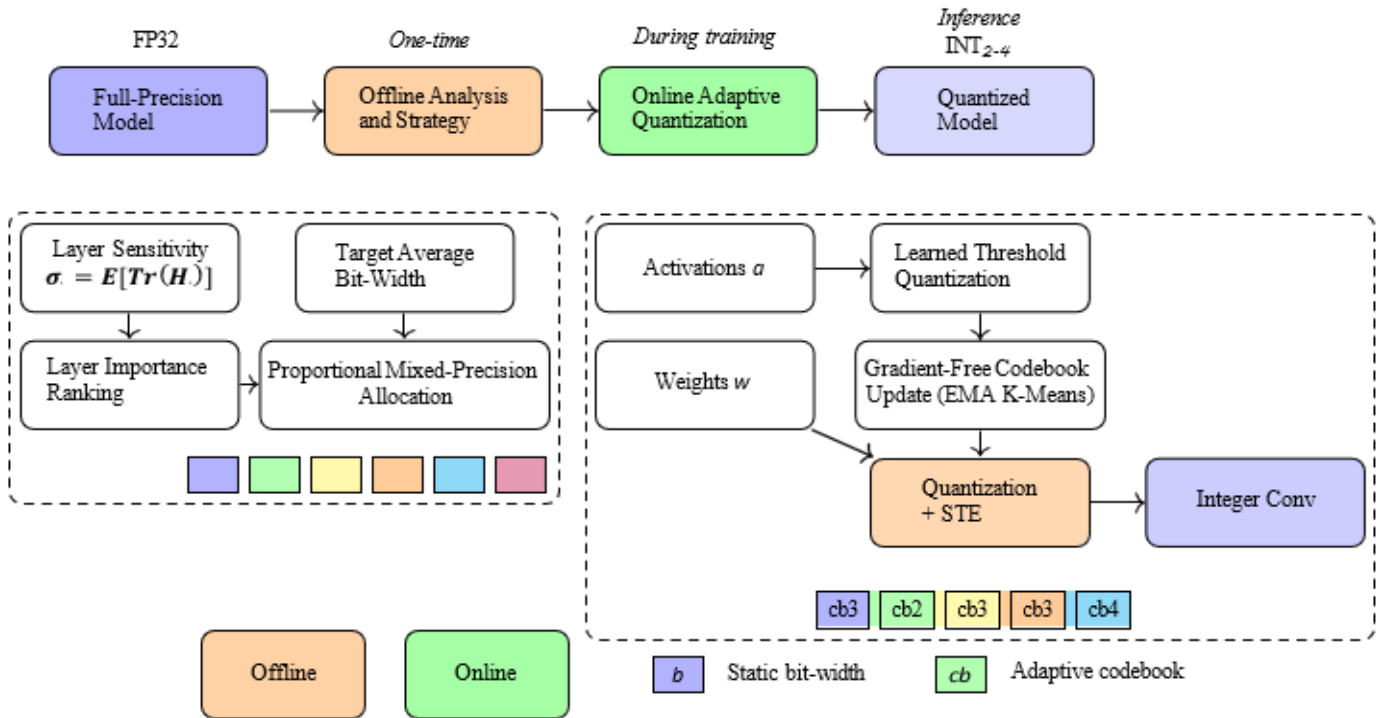 FP32
One-time
During training
Inference
INT2-4
Full-Precision
Model
Offline Analysis
and Strategy
Online Adaptive
Quantization
Quantized
Model
Layer Sensitivity
σ. = E[Tr(H.)]
Target Average
Bit-Width
Layer Importance
Ranking
Proportional Mixed-Precision
Allocation
Activations a
Learned Threshold
Quantization
Weights w
Gradient-Free Codebook
Update (EMA K-Means)
Quantization
+ STE
Integer Conv
cb3
cb2
cb3
cb3
cb4
Offline
Online
b
Static bit-width
cb
Adaptive codebook